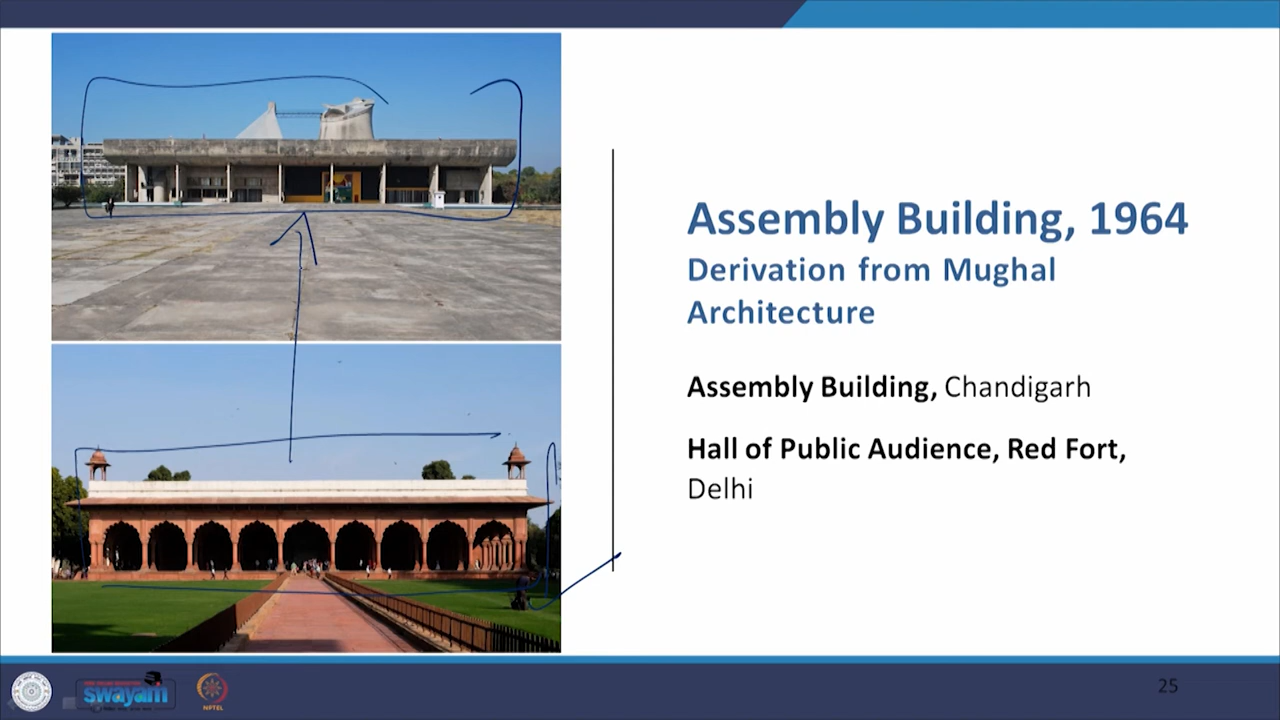 Assembly Building, 1964
Derivation from Mughal
Architecture
Assembly Building, Chandigarh
Hall of Public Audience, Red Fort,
Delhi
swayam
NPTEL
25